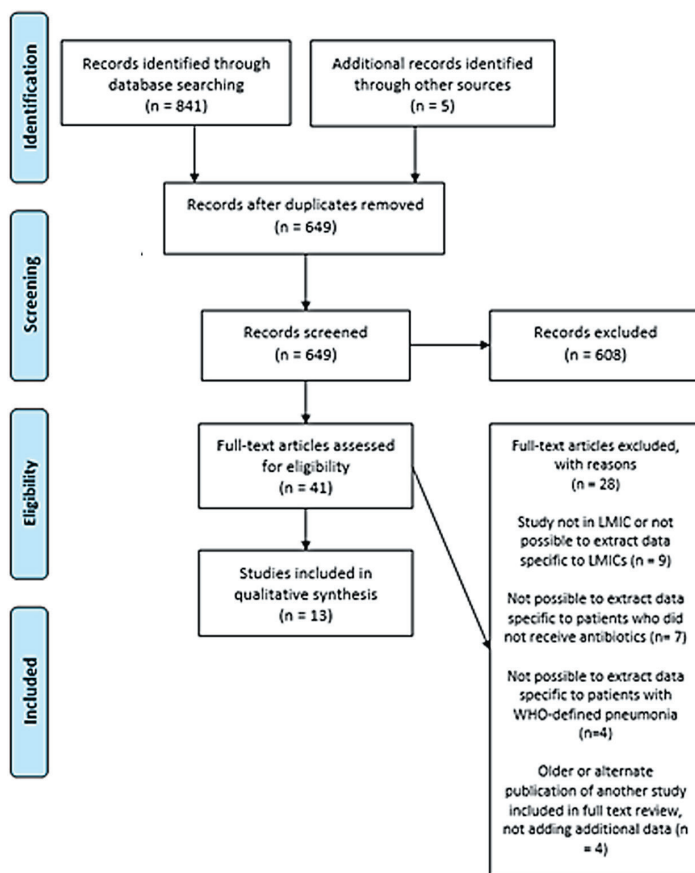 Identification
Records identified through
database searching
(n = 841)
Additional records identified
through other sources
(n = 5)
Records after duplicates removed
(n = 649)
Screening
Records screened
(n = 649)
Records excluded
(n = 608)
Eligibility
Full-text articles assessed
for eligibility
(n = 41)
Full-text articles excluded,
with reasons
(n = 28)
Study not in LMIC or not
possible to extract data
specific to LMICs (n = 9)
Not possible to extract data
specific to patients who did
not receive antibiotics (n= 7)
Not possible to extract data
specific to patients with
WHO-defined pneumonia
(n=4)
Older or alternate
publication of another study
included in full text review,
not adding additional data (n
= 4)
Studies included in
qualitative synthesis
(n = 13)
Included